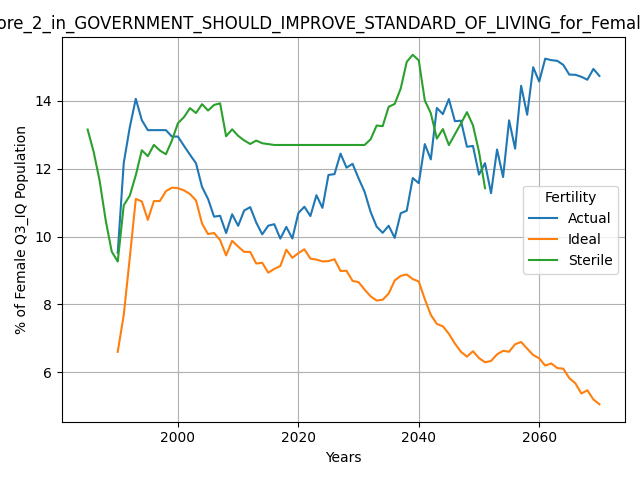 ore_2_in_GOVERNMENT_SHOULD_IMPROVE_STANDARD_OF_LIVING_for_Femal
% of Female Q3_IQ Population
14
12
10
8
6
Fertility
Actual
Ideal
Sterile
2000 2020 2040 2060
Years